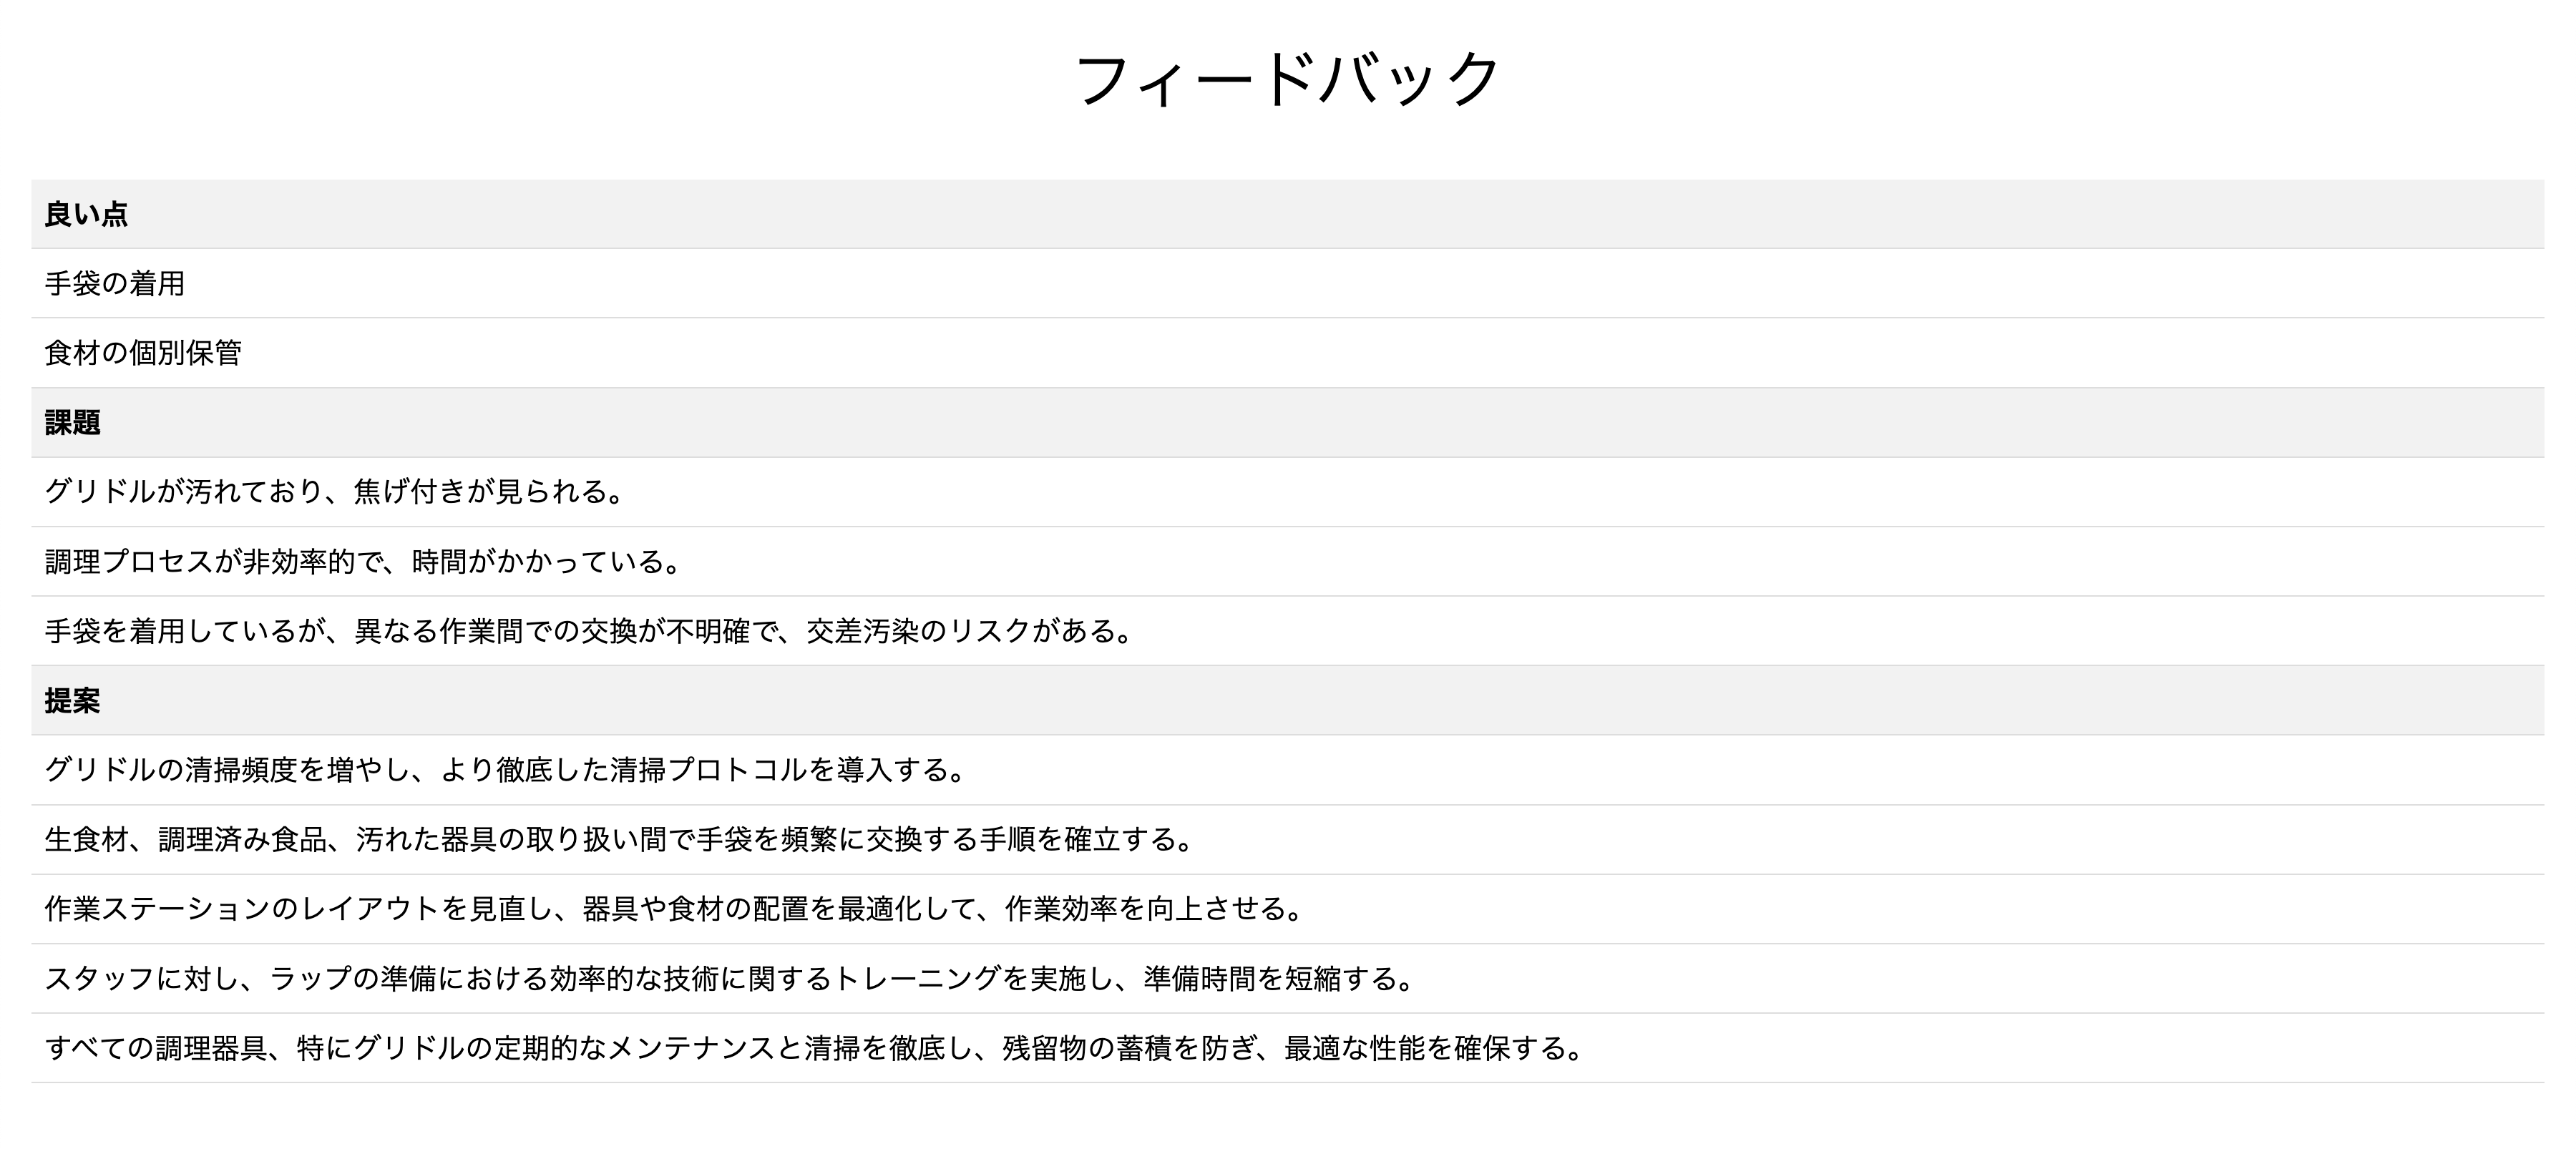 フィードバック
良い点
手袋の着用
食材の個別保管
課題
グリドルが汚れており、焦げ付きが見られる。
調理プロセスが非効率的で、時間がかかっている。
手袋を着用しているが、異なる作業間での交換が不明確で、交差汚染のリスクがある。
提案
グリドルの清掃頻度を増やし、より徹底した清掃プロトコルを導入する。
生食材、調理済み食品、汚れた器具の取り扱い間で手袋を頻繁に交換する手順を確立する。
作業ステーションのレイアウトを見直し、器具や食材の配置を最適化して、作業効率を向上させる。
スタッフに対し、ラップの準備における効率的な技術に関するトレーニングを実施し、準備時間を短縮する。
すべての調理器具、特にグリドルの定期的なメンテナンスと清掃を徹底し、残留物の蓄積を防ぎ、最適な性能を確保する。